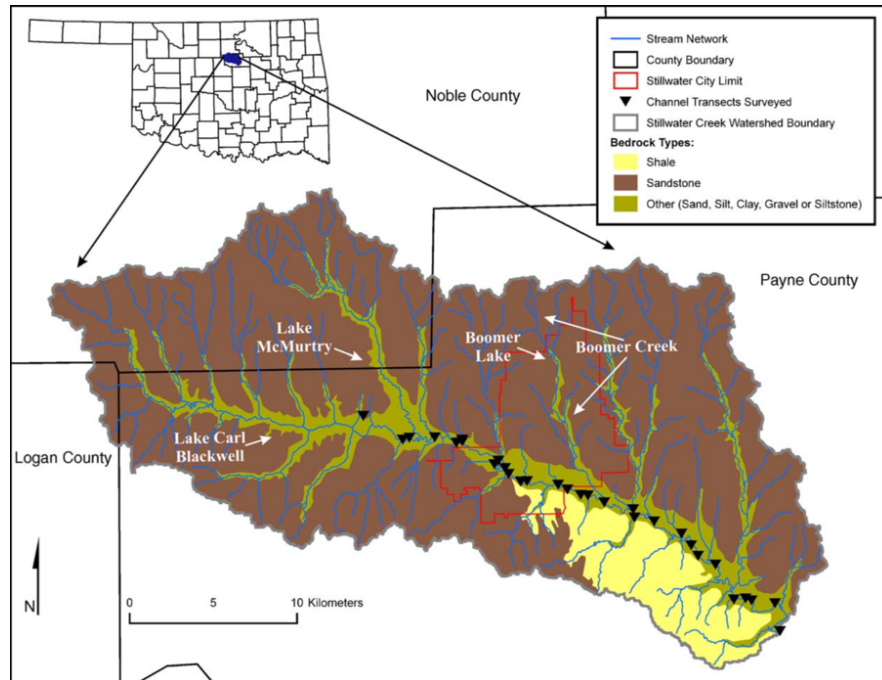 Noble County
Stream Network
County Boundary
Stillwater City Limit
Channel Transects Surveyed
Stillwater Creek Watershed Boundary
Bedrock Types:
Shale
Sandstone
Other (Sand, Silt, Clay, Gravel or Siltstone)
Payne County
Lake
McMurtry
Boomer
Lake
Boomer Creek
Lake Carl
Blackwell
Logan County
N
0 5 10 Kilometers